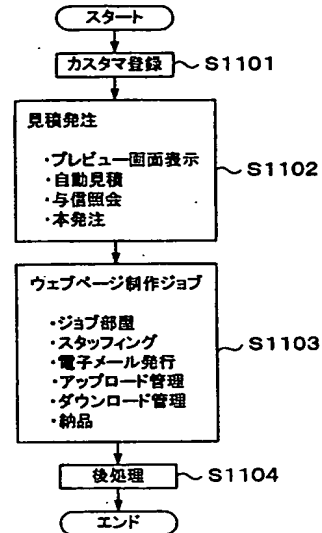 スタート
カスタマ登録 S1101
見積発注
・プレビュー画面表示
・自動見積
・与信照会
・本発注
S1102
ウェブページ制作ジョブ
・ジョブ部屋
・スタッフィング
・電子メール発行
・アップロード管理
・ダウンロード管理
・納品
S1103
後処理 S1104
エンド